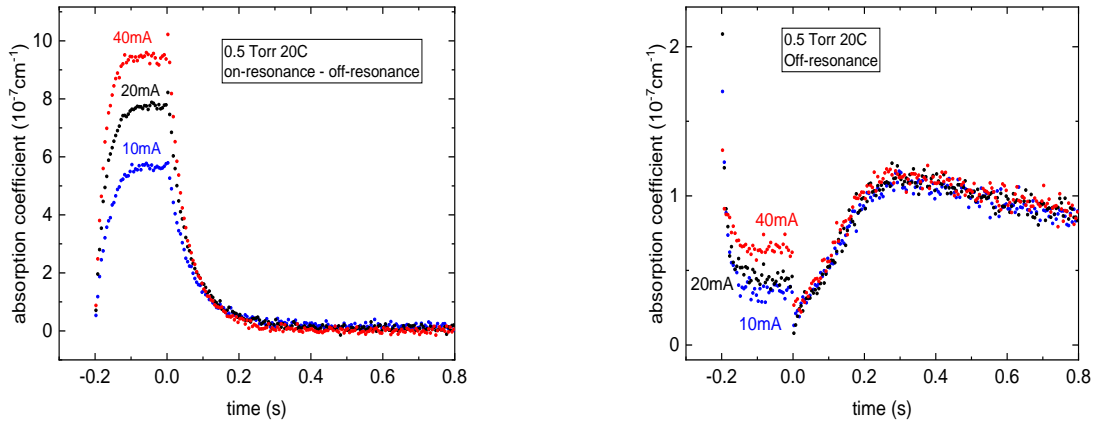 10
8
6
4
2
0
-0.2
0.0
0.2
0.4
0.6
0.8
absorption coefficient (10⁻⁷cm⁻¹)
time (s)
40mA
20mA
10mA
0.5 Torr 20C
on-resonance - off-resonance
2
1
0
-0.2
0.0
0.2
0.4
0.6
0.8
absorption coefficient (10⁻⁷cm⁻¹)
time (s)
0.5 Torr 20C
Off-resonance
40mA
20mA
10mA